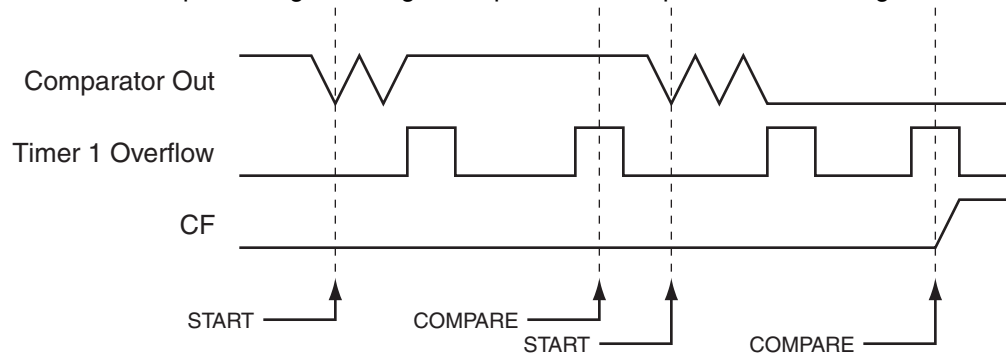 Comparator Out
Timer 1 Overflow
CF
START
COMPARE
START
COMPARE